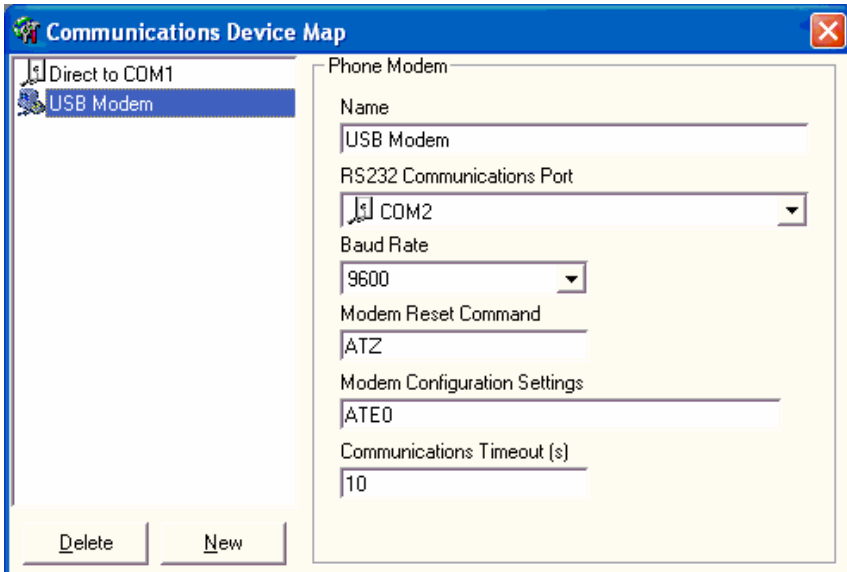 Communications Device Map
Direct to COM1
USB Modem
Phone Modem
Name
USB Modem
RS232 Communications Port
COM2
Baud Rate
9600
Modem Reset Command
ATZ
Modem Configuration Settings
ATE0
Communications Timeout (s)
10
Delete New